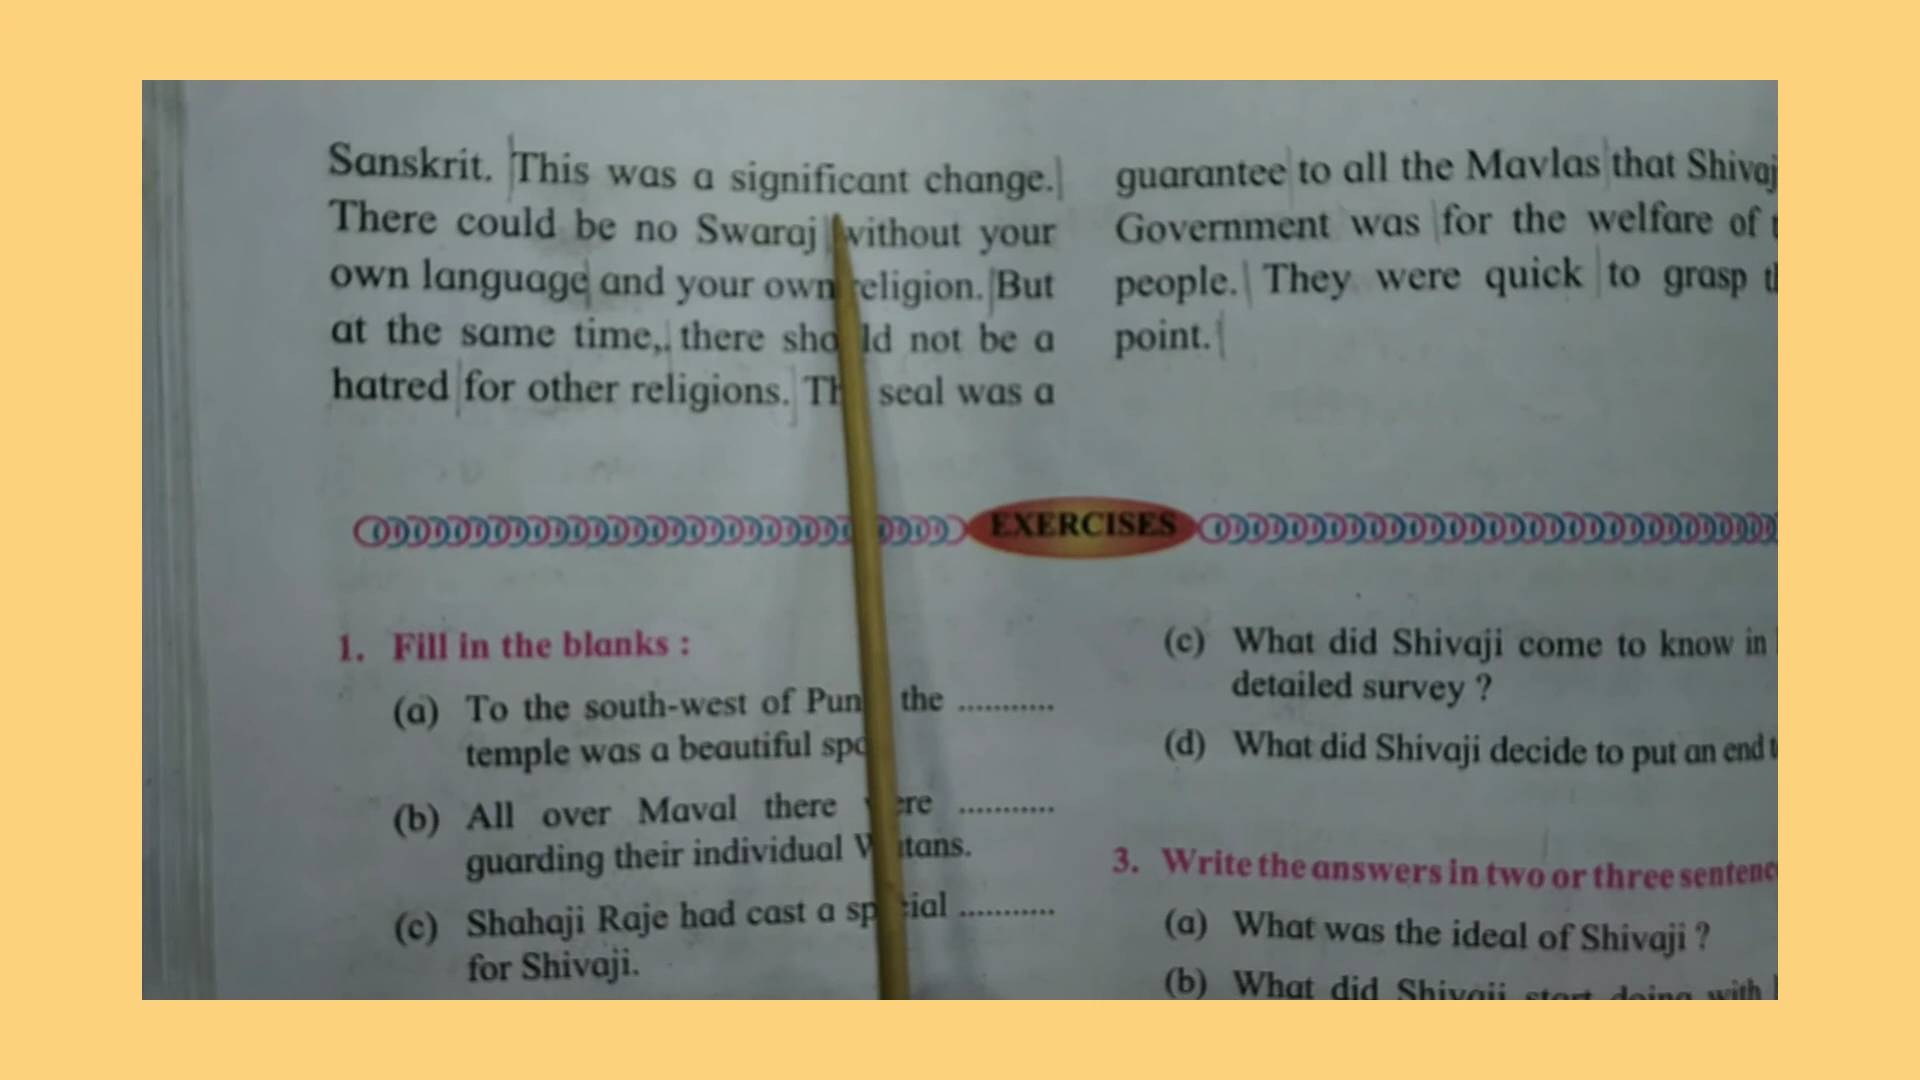 Sanskrit. This was a significant change.
There could be no Swaraj without your
own language and your own religion. But
at the same time, there should not be a
hatred for other religions. The seal was a
guarantee to all the Mavlas that Shivaj
Government was for the welfare of
people. They were quick to grasp
point.
EXERCISES
1. Fill in the blanks :
(a) To the south-west of Pune the ...........
temple was a beautiful spot
(b) All over Maval there were ...........
guarding their individual Watans.
(c) Shahaji Raje had cast a special ...........
for Shivaji.
(c) What did Shivaji come to know in
detailed survey ?
(d) What did Shivaji decide to put an end
3. Write the answers in two or three sentenc
(a) What was the ideal of Shivaji ?
(b) What did Shivaji start doing with